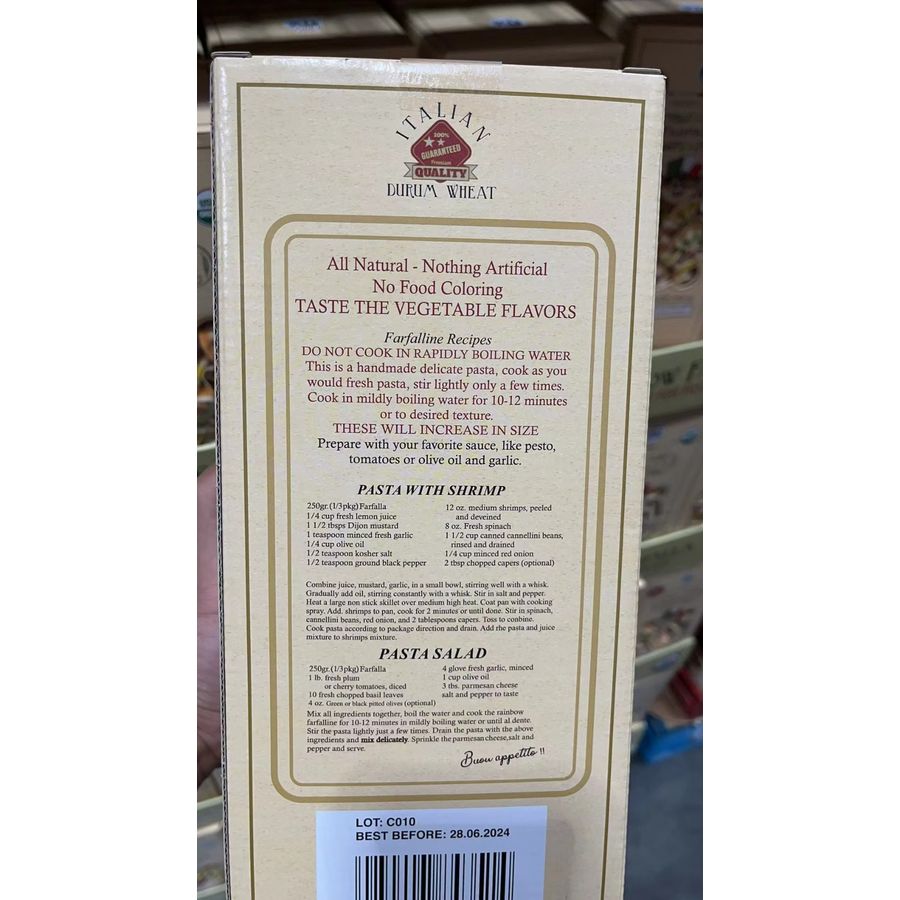 ITALIAN
100%
GUARANTEED
Premium
QUALITY
DURUM WHEAT
All Natural - Nothing Artificial
No Food Coloring
TASTE THE VEGETABLE FLAVORS
Farfalline Recipes
DO NOT COOK IN RAPIDLY BOILING WATER
This is a handmade delicate pasta, cook as you
would fresh pasta, stir lightly only a few times.
Cook in mildly boiling water for 10-12 minutes
or to desired texture.
THESE WILL INCREASE IN SIZE
Prepare with your favorite sauce, like pesto,
tomatoes or olive oil and garlic.
PASTA WITH SHRIMP
250gr.(1/3pkg)Farfalla
1/4 cup fresh lemon juice
1 1/2 tbsps Dijon mustard
1 teaspoon minced fresh garlic
1/4 cup olive oil
1/2 teaspoon kosher salt
1/2 teaspoon ground black pepper
12 oz. medium shrimps, peeled
and deveined
8 oz. Fresh spinach
1 1/2 cup canned cannellini beans,
rinsed and drained
1/4 cup minced red onion
2 tbsp chopped capers (optional)
Combine juice, mustard, garlic, in a small bowl, stirring well with a whisk.
Gradually add oil, stirring constantly with a whisk. Stir in salt and pepper.
Heat a large non stick skillet over medium high heat. Coat pan with cooking
spray. Add. shrimps to pan, cook for 2 minutes or until done. Stir in spinach,
cannellini beans, red onion, and 2 tablespoons capers. Toss to conbine.
Cook pasta according to package direction and drain. Add the pasta and juice
mixture to shrimps mixture.
PASTA SALAD
250gr.(1/3pkg)Farfalla
1 lb. fresh plum
or cherry tomatoes, diced
10 fresh chopped basil leaves
4 oz. Green or black pitted olives (optional)
4 glove fresh garlic, minced
1 cup olive oil
3 tbs. parmesan cheese
salt and pepper to taste
Mix all ingredients together, boil the water and cook the rainbow
farfalline for 10-12 minutes in mildly boiling water or until al dente.
Stir the pasta lightly just a few times. Drain the pasta with the above
ingredients and mix delicately. Sprinkle the parmesan cheese,salt and
pepper and serve.
Buon appetito !!
LOT: C010
BEST BEFORE: 28.06.2024